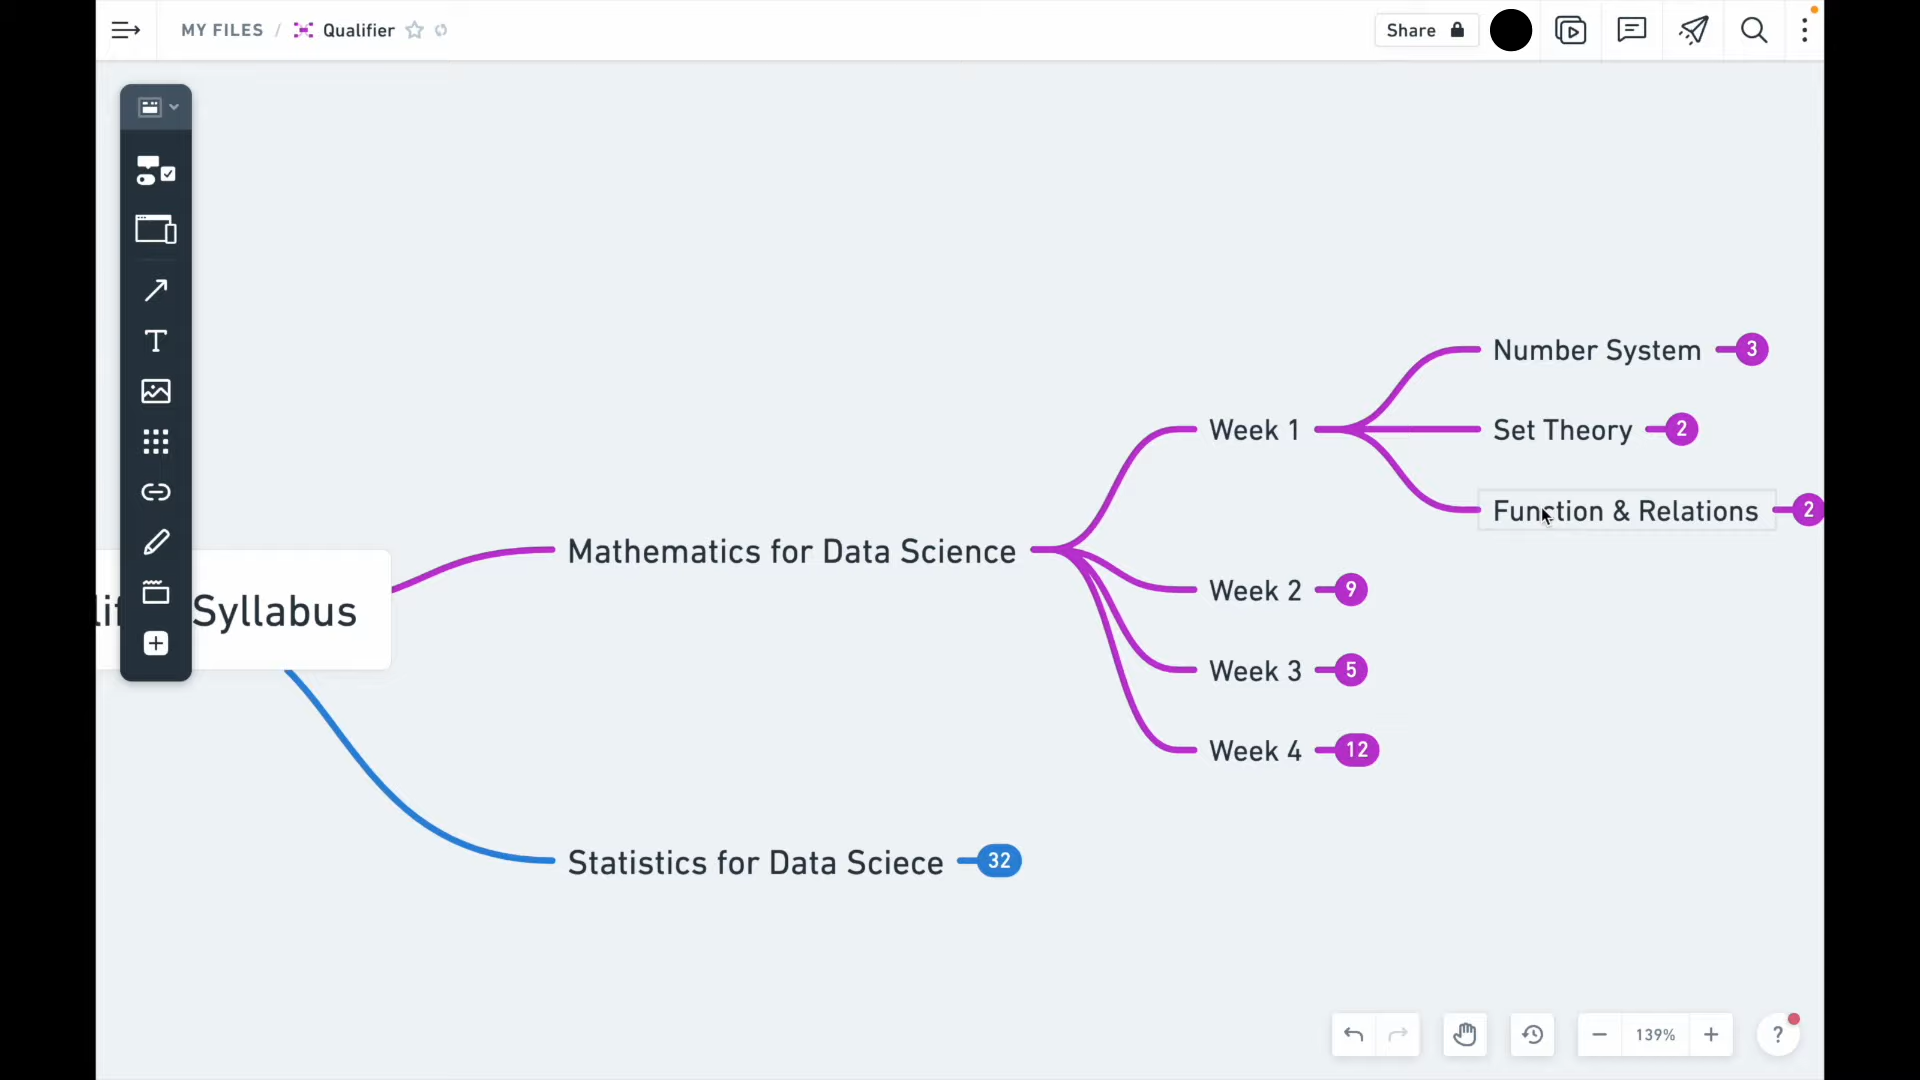 MY FILES / Qualifier
Share
Number System 3
Week 1
Set Theory 2
Function & Relations 2
Mathematics for Data Science
Week 2 9
Syllabus
Week 3 5
Week 4 12
Statistics for Data Sciece 32
139%
?